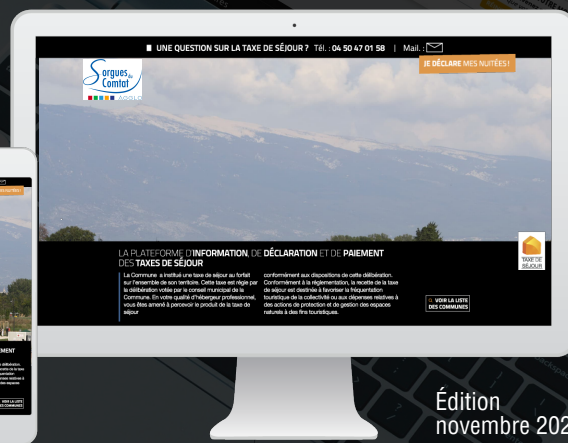 UNE QUESTION SUR LA TAXE DE SÉJOUR ? Tél. : 04 50 47 01 58 | Mail. :
JE DÉCLARE MES NUITÉES !
Sorgues du
Comtat
LA PLATEFORME D'INFORMATION, DE DÉCLARATION ET DE PAIEMENT
DES TAXES DE SÉJOUR
La Commune a institué une taxe de séjour au forfait
sur l'ensemble de son territoire. Cette taxe est régie par
la délibération votée par le conseil municipal de la
Commune. En votre qualité d'hébergeur professionnel,
vous êtes amené à percevoir le produit de la taxe de
séjour
conformément aux dispositions de cette délibération.
Conformément à la règlementation, la recette de la taxe
de séjour est destinée à favoriser la fréquentation
touristique de la collectivité ou aux dépenses relatives à
des actions de protection et de gestion des espaces
naturels à des fins touristiques.
TAXE DE
SÉJOUR
VOIR LA LISTE
DES COMMUNES
Édition
novembre 202